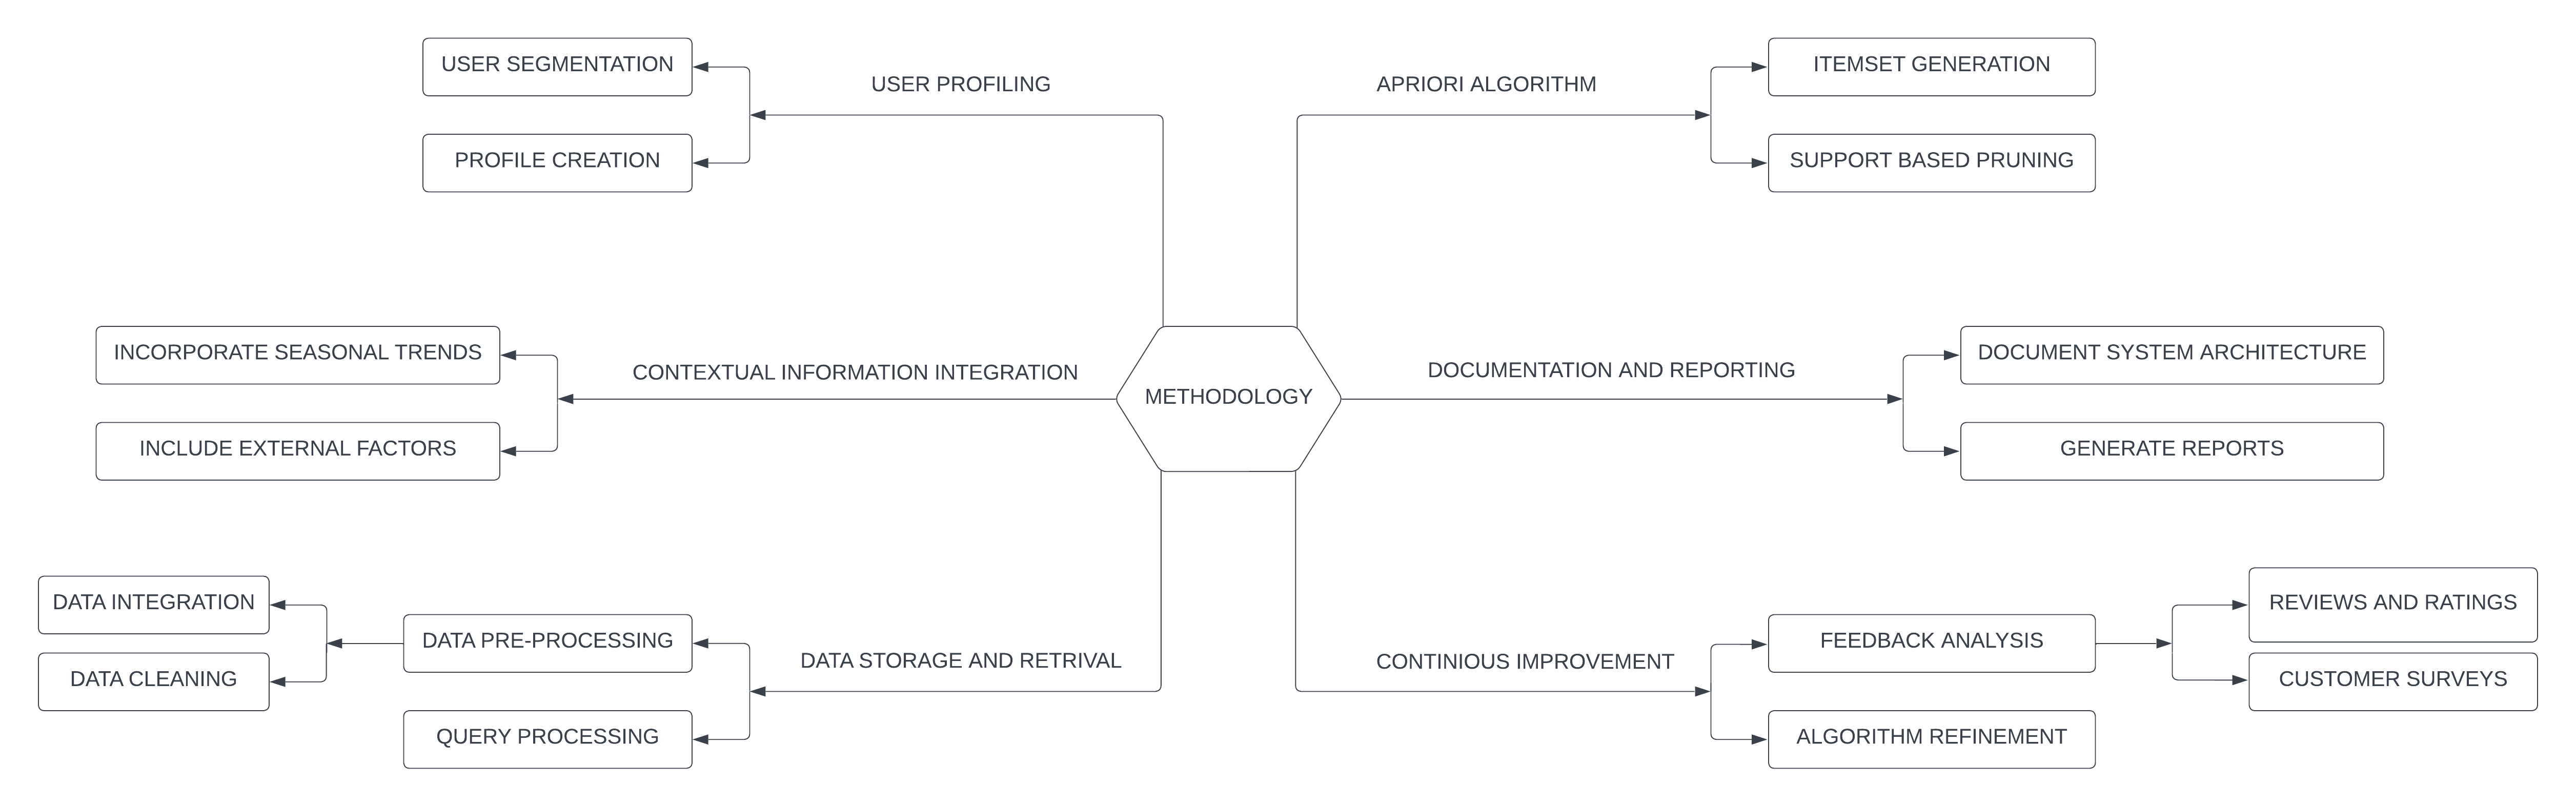 USER SEGMENTATION
USER PROFILING
PROFILE CREATION
APRIORI ALGORITHM
ITEMSET GENERATION
SUPPORT BASED PRUNING
INCORPORATE SEASONAL TRENDS
CONTEXTUAL INFORMATION INTEGRATION
INCLUDE EXTERNAL FACTORS
METHODOLOGY
DOCUMENTATION AND REPORTING
DOCUMENT SYSTEM ARCHITECTURE
GENERATE REPORTS
DATA INTEGRATION
DATA CLEANING
DATA PRE-PROCESSING
QUERY PROCESSING
DATA STORAGE AND RETRIVAL
CONTINIOUS IMPROVEMENT
FEEDBACK ANALYSIS
ALGORITHM REFINEMENT
REVIEWS AND RATINGS
CUSTOMER SURVEYS